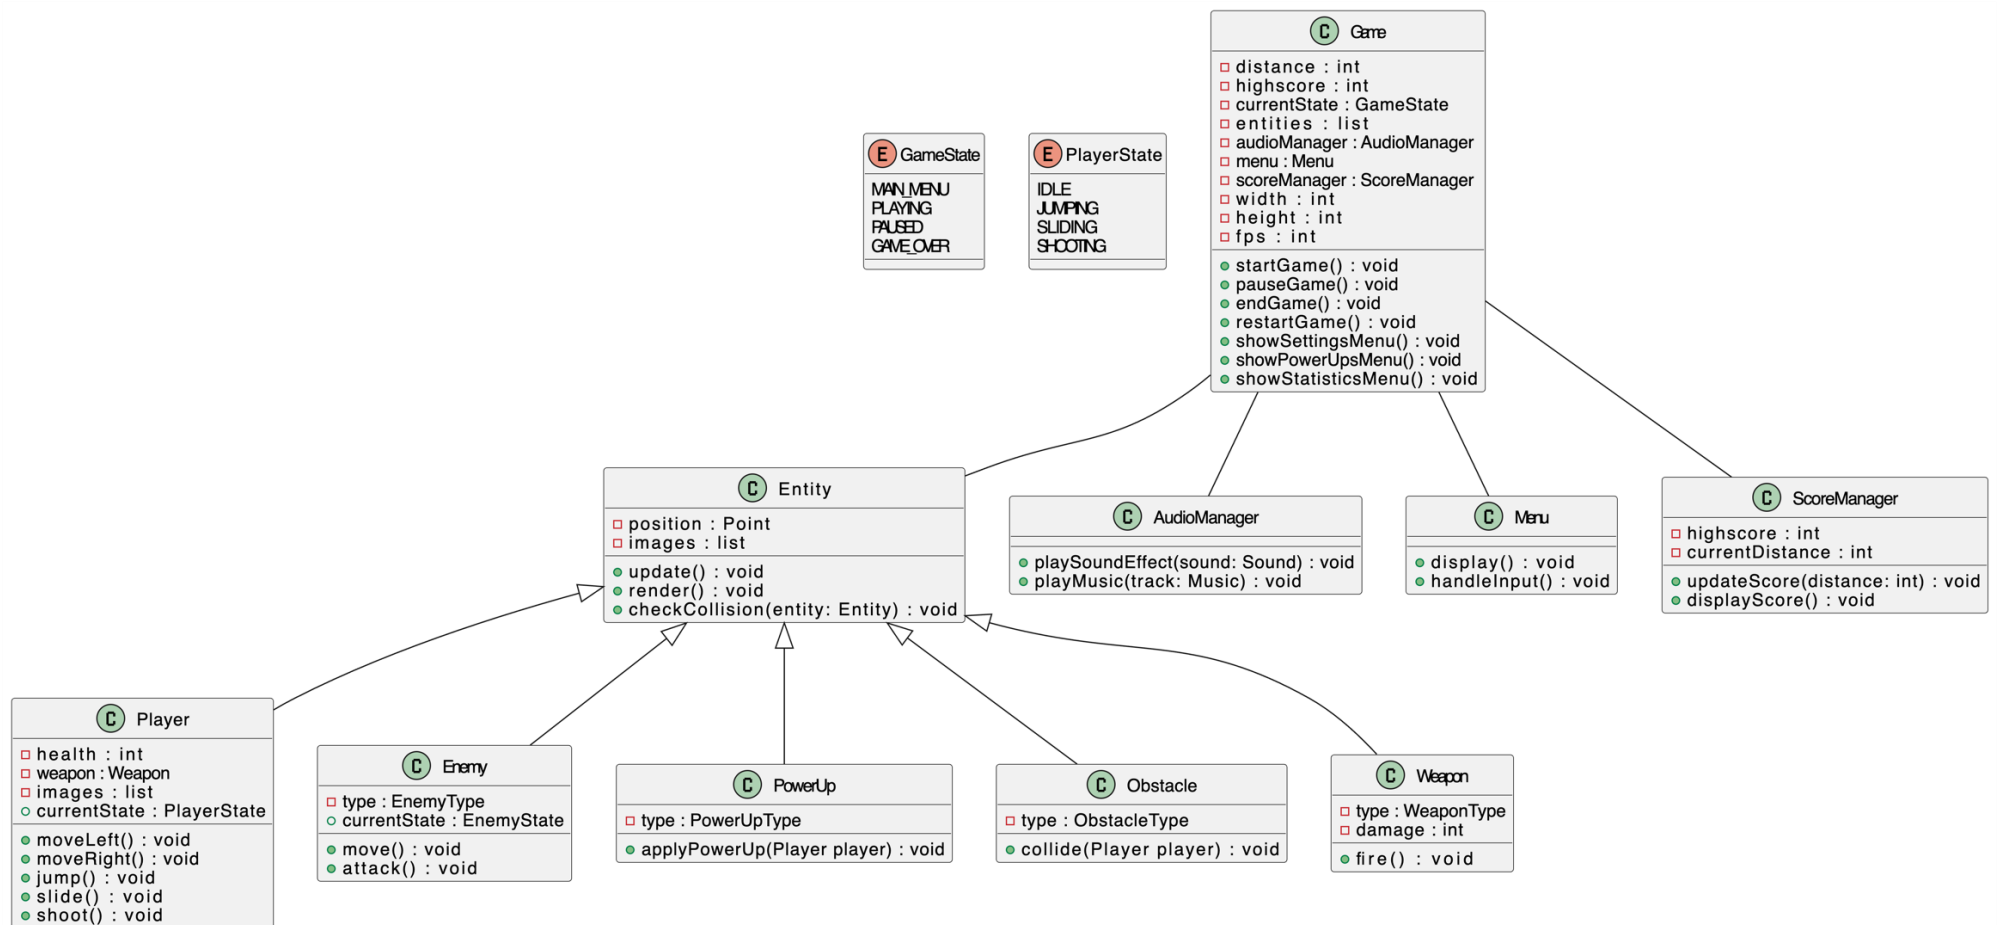 C Game
distance : int
highscore : int
currentState : GameState
entities : list
audioManager : AudioManager
menu : Menu
scoreManager : ScoreManager
width : int
height : int
fps : int
startGame() : void
pauseGame() : void
endGame() : void
restartGame() : void
showSettingsMenu() : void
showPowerUpsMenu() : void
showStatisticsMenu() : void
E GameState
MAIN_MENU
PLAYING
PAUSED
GAME_OVER
E PlayerState
IDLE
JUMPING
SLIDING
SHOOTING
C Entity
position : Point
images : list
update() : void
render() : void
checkCollision(entity: Entity) : void
C AudioManager
playSoundEffect(sound: Sound) : void
playMusic(track: Music) : void
C Menu
display() : void
handleInput() : void
C ScoreManager
highscore : int
currentDistance : int
updateScore(distance: int) : void
displayScore() : void
C Player
health : int
weapon : Weapon
images : list
currentState : PlayerState
moveLeft() : void
moveRight() : void
jump() : void
slide() : void
shoot() : void
C Enemy
type : EnemyType
currentState : EnemyState
move() : void
attack() : void
C PowerUp
type : PowerUpType
applyPowerUp(Player player) : void
C Obstacle
type : ObstacleType
collide(Player player) : void
C Weapon
type : WeaponType
damage : int
fire() : void